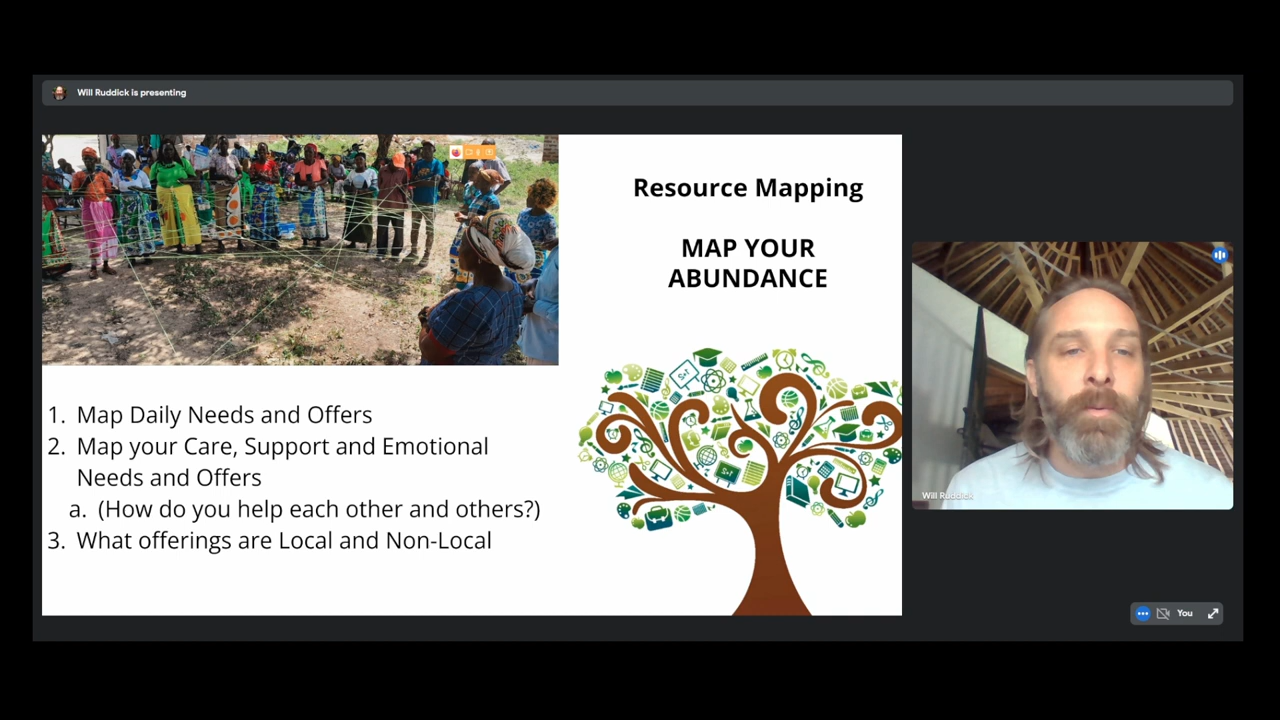 Will Ruddick is presenting
Resource Mapping
MAP YOUR
ABUNDANCE
1. Map Daily Needs and Offers
2. Map your Care, Support and Emotional
Needs and Offers
a. (How do you help each other and others?)
3. What offerings are Local and Non-Local
Will Ruddick
You